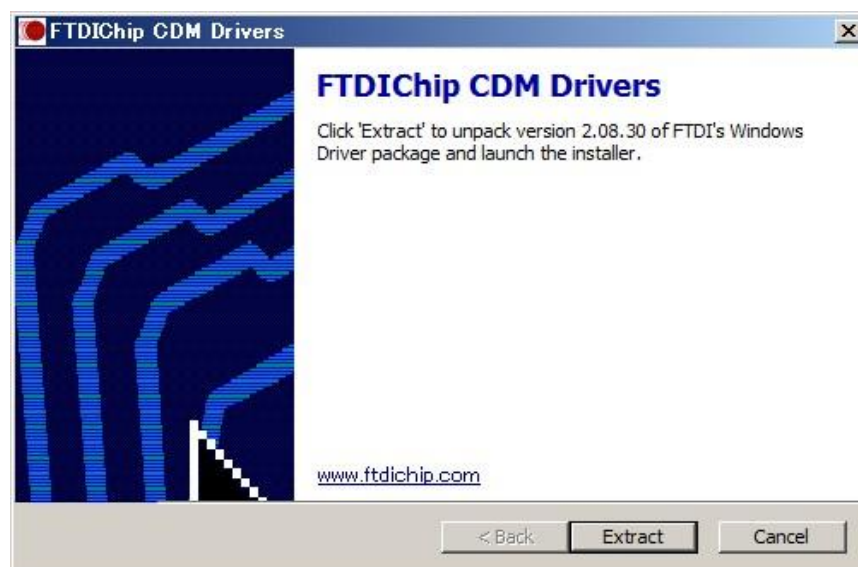 FTDIChip CDM Drivers
FTDIChip CDM Drivers
Click 'Extract' to unpack version 2.08.30 of FTDI's Windows
Driver package and launch the installer.
www.ftdichip.com
< Back
Extract
Cancel